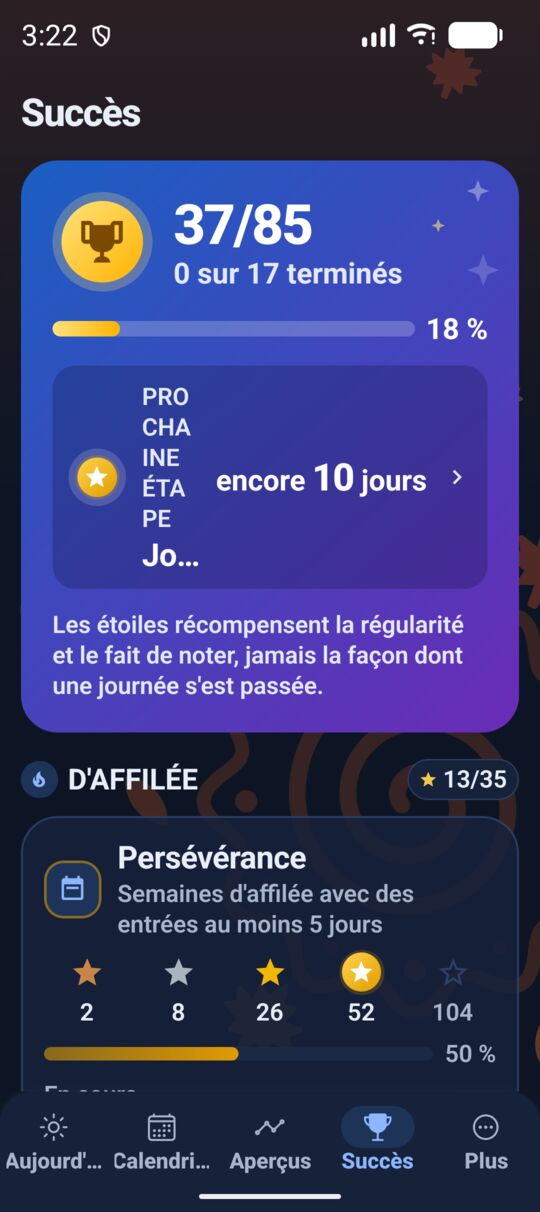 3:22
Succès
37/85
0 sur 17 terminés
18 %
PRO
CHA
INE
ÉTA
PE
Jo...
encore 10 jours
Les étoiles récompensent la régularité
et le fait de noter, jamais la façon dont
une journée s'est passée.
D'AFFILÉE
13/35
Persévérance
Semaines d'affilée avec des
entrées au moins 5 jours
2 8 26 52 104
50 %
Aujourd'... Calendri... Aperçus Succès Plus